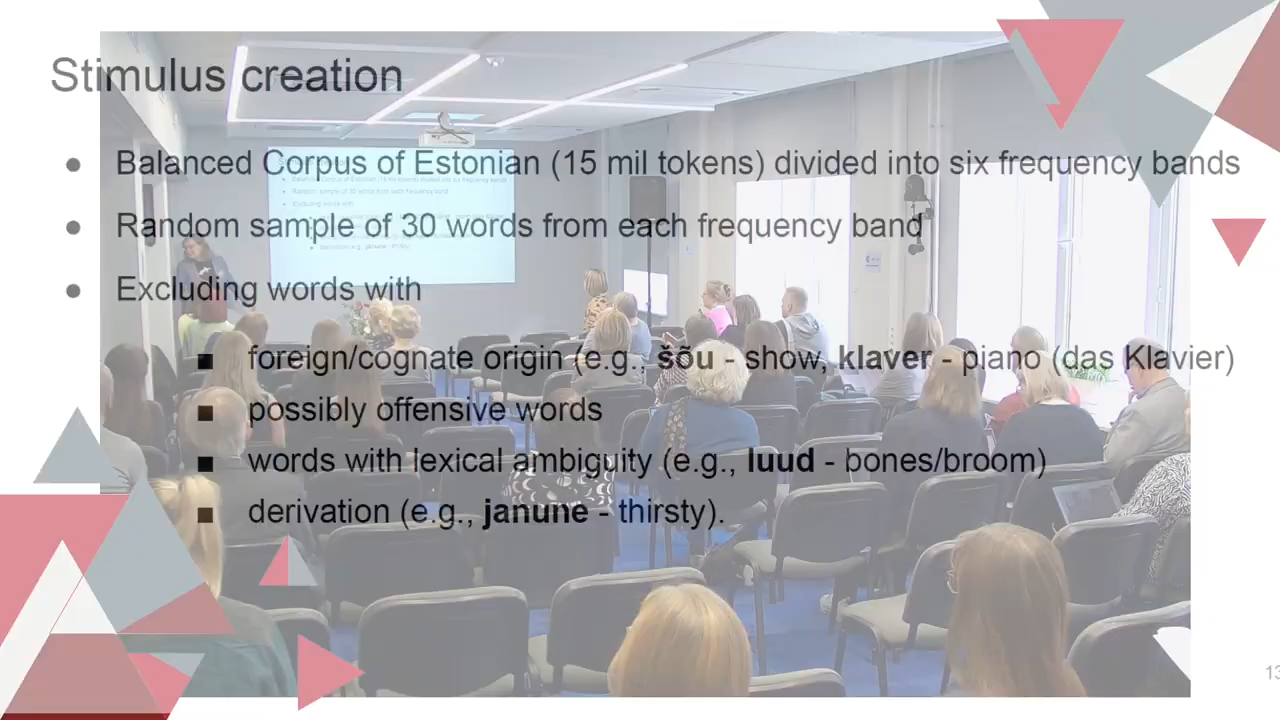 Stimulus creation
● Balanced Corpus of Estonian (15 mil tokens) divided into six frequency bands
● Random sample of 30 words from each frequency band
● Excluding words with
■ foreign/cognate origin (e.g., šõu - show, klaver - piano (das Klavier)
■ possibly offensive words
■ words with lexical ambiguity (e.g., luud - bones/broom)
■ derivation (e.g., janune - thirsty).
13